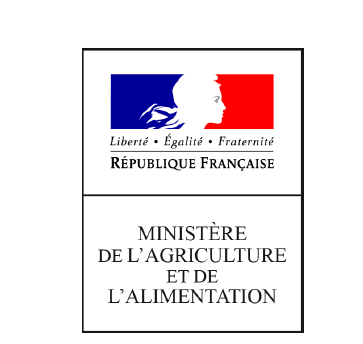 Liberté • Égalité • Fraternité
RÉPUBLIQUE FRANÇAISE
MINISTÈRE
DE L'AGRICULTURE
ET DE
L'ALIMENTATION